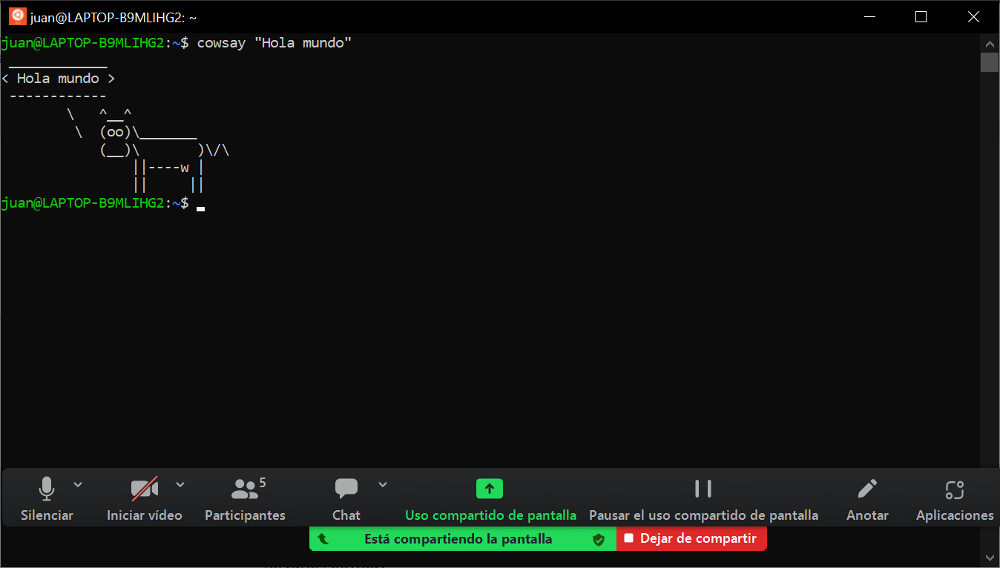 juan@LAPTOP-B9MLIHG2: ~
juan@LAPTOP-B9MLIHG2:~$ cowsay "Hola mundo"
 ____________
< Hola mundo >
 ------------
        \   ^__^
         \  (oo)\_______
            (__)\       )\/\
                ||----w |
                ||     ||
juan@LAPTOP-B9MLIHG2:~$
5
Silenciar Iniciar vídeo Participantes Chat Uso compartido de pantalla Pausar el uso compartido de pantalla Anotar Aplicaciones
Está compartiendo la pantalla Dejar de compartir